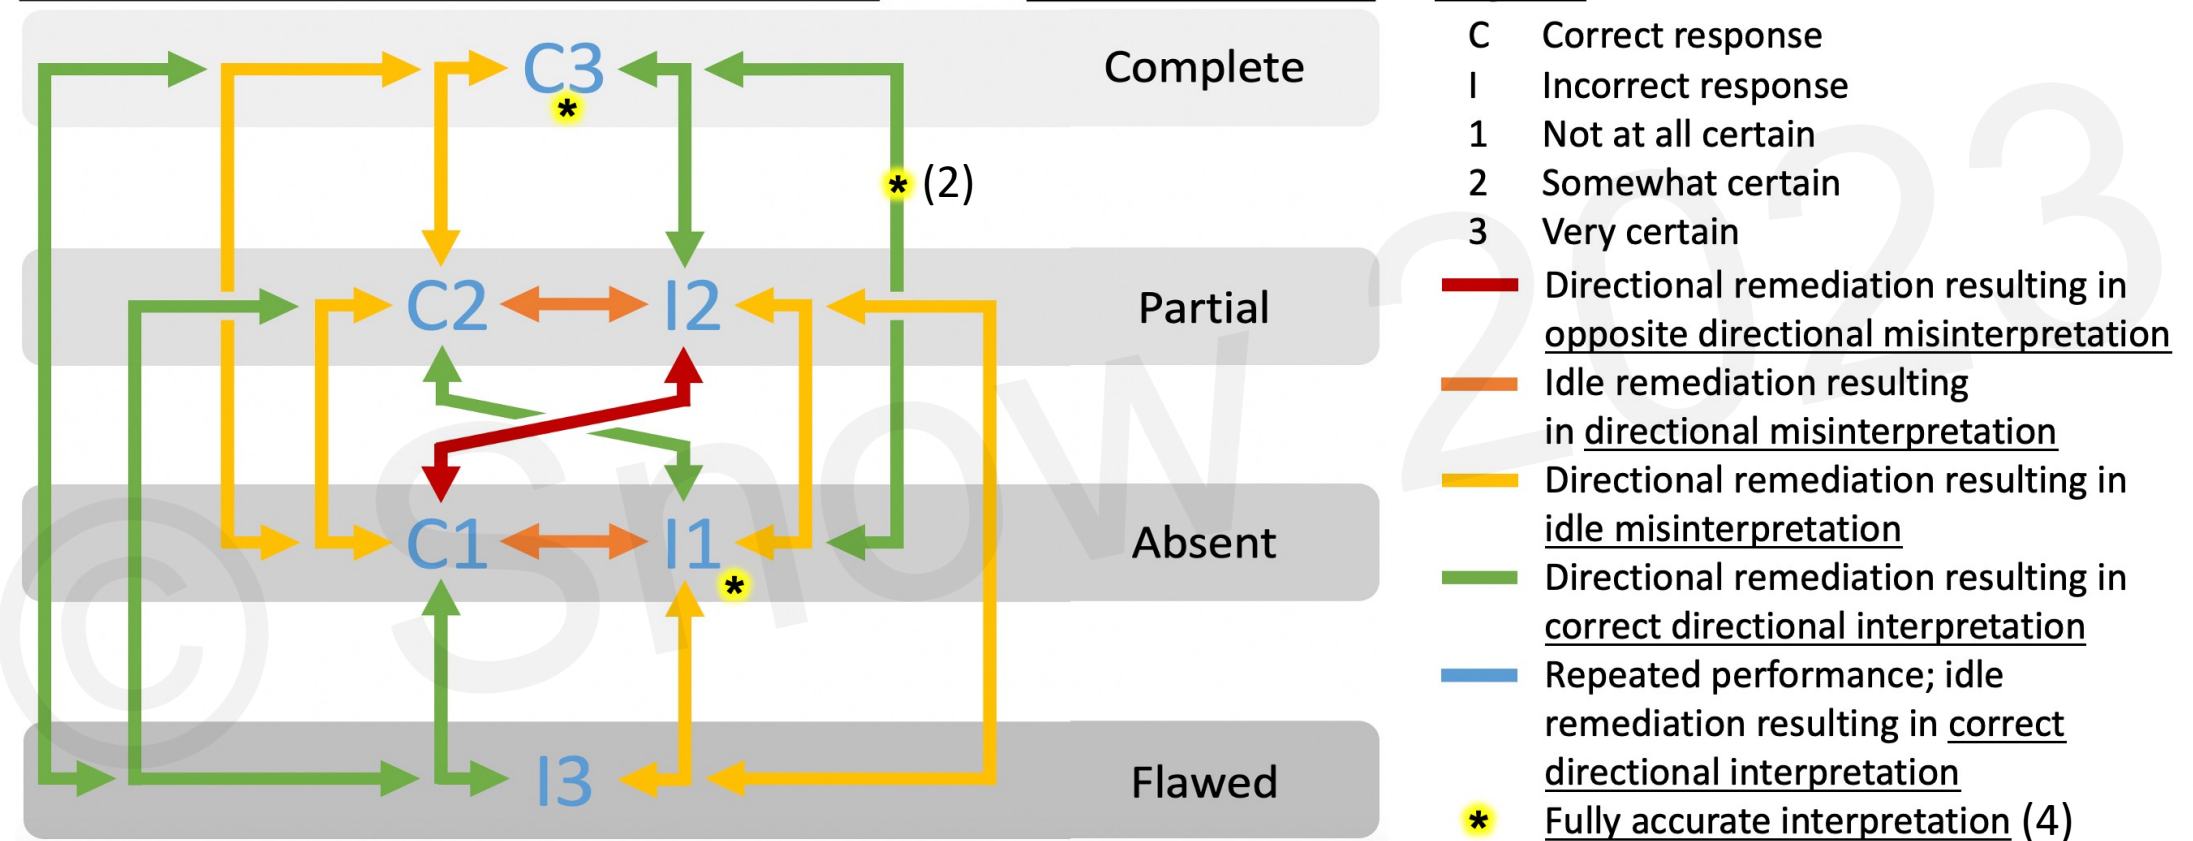 C3 Complete
*
* (2)
C2 I2 Partial
C1 I1 Absent
*
I3 Flawed
C Correct response
I Incorrect response
1 Not at all certain
2 Somewhat certain
3 Very certain
Directional remediation resulting in
opposite directional misinterpretation
Idle remediation resulting
in directional misinterpretation
Directional remediation resulting in
idle misinterpretation
Directional remediation resulting in
correct directional interpretation
Repeated performance; idle
remediation resulting in correct
directional interpretation
* Fully accurate interpretation (4)
© Snow 2023